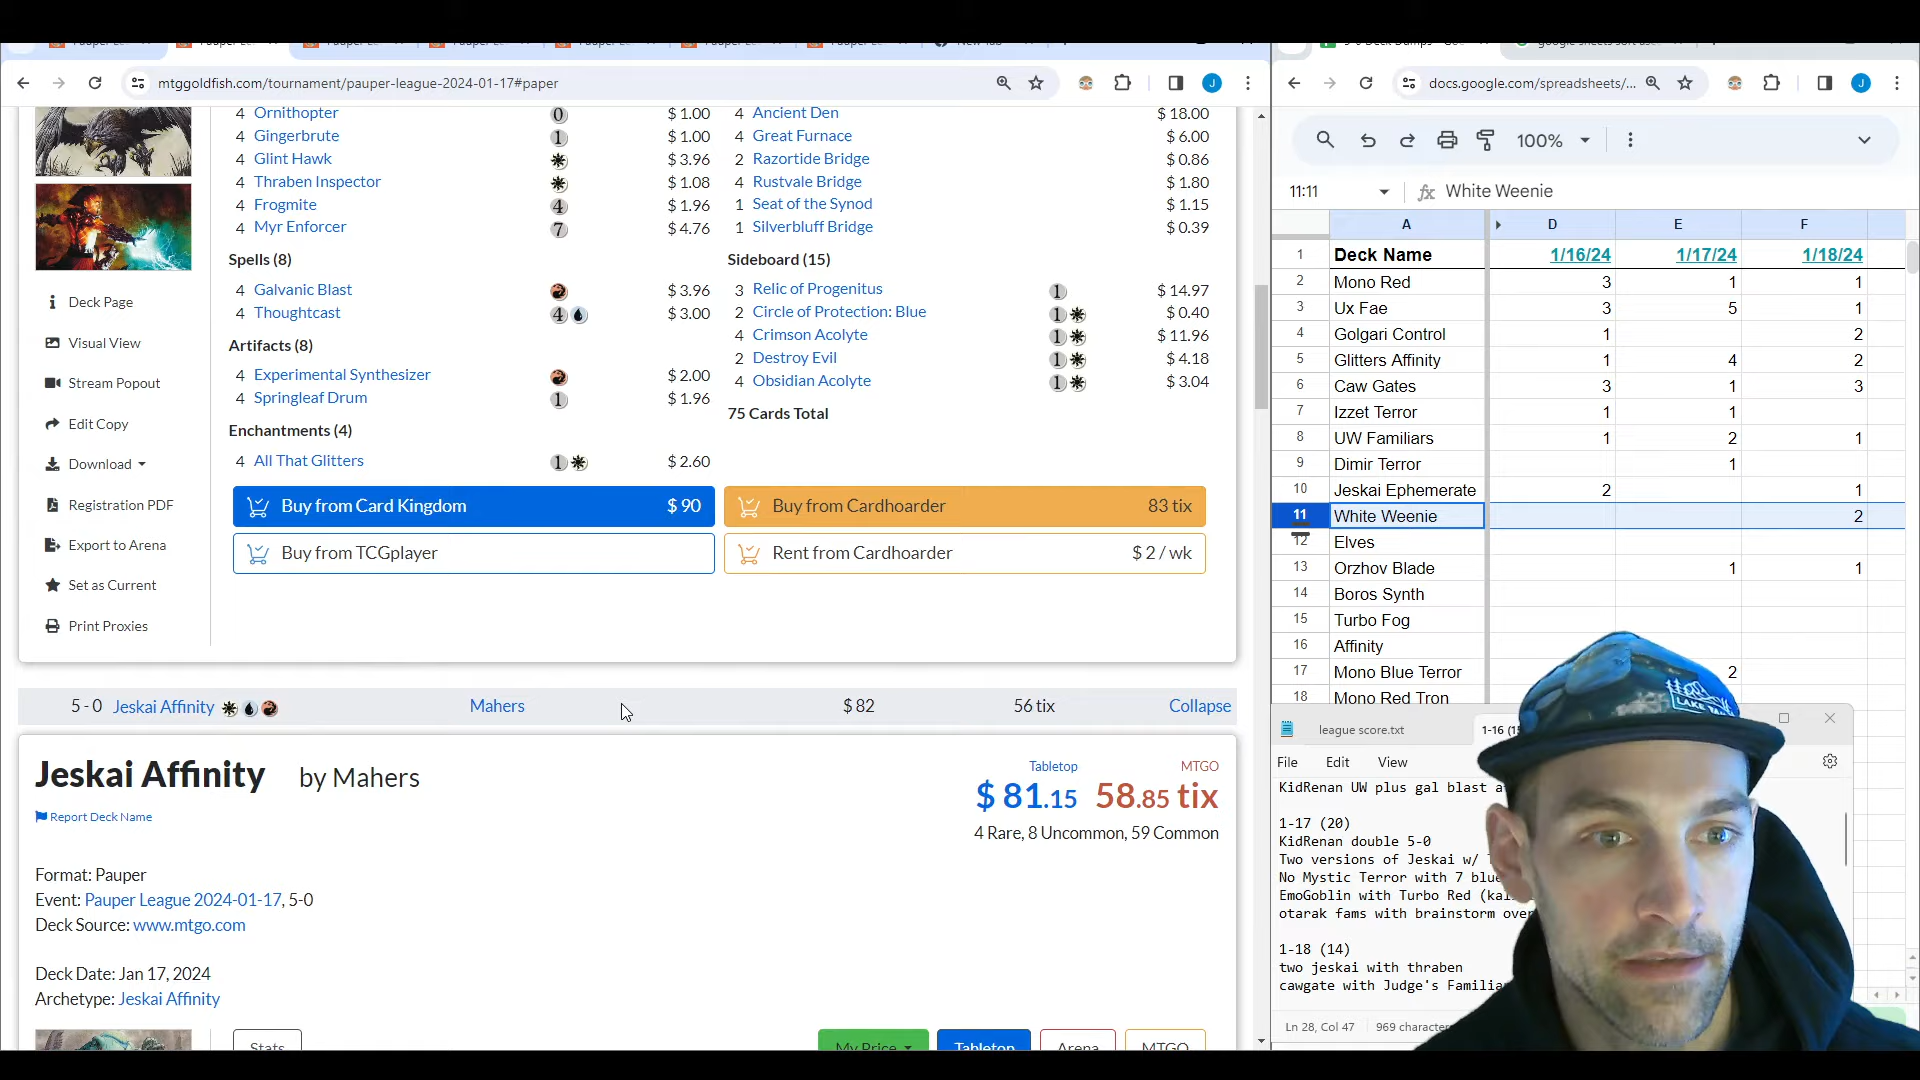 mtggoldfish.com/tournament/pauper-league-2024-01-17#paper
4 Ornithopter 0 $ 1.00
4 Gingerbrute 1 $ 1.00
4 Glint Hawk $ 3.96
4 Thraben Inspector $ 1.08
4 Frogmite 4 $ 1.96
4 Myr Enforcer 7 $ 4.76
Spells (8)
4 Galvanic Blast $ 3.96
4 Thoughtcast 4 $ 3.00
Artifacts (8)
4 Experimental Synthesizer $ 2.00
4 Springleaf Drum 1 $ 1.96
Enchantments (4)
4 All That Glitters 1 $ 2.60
4 Ancient Den $ 18.00
4 Great Furnace $ 6.00
2 Razortide Bridge $ 0.86
4 Rustvale Bridge $ 1.80
1 Seat of the Synod $ 1.15
1 Silverbluff Bridge $ 0.39
Sideboard (15)
3 Relic of Progenitus 1 $ 14.97
2 Circle of Protection: Blue 1 $ 0.40
4 Crimson Acolyte 1 $ 11.96
2 Destroy Evil 1 $ 4.18
4 Obsidian Acolyte 1 $ 3.04
75 Cards Total
Deck Page
Visual View
Stream Popout
Edit Copy
Download
Registration PDF
Export to Arena
Set as Current
Print Proxies
Buy from Card Kingdom $ 90
Buy from Cardhoarder 83 tix
Buy from TCGplayer
Rent from Cardhoarder $ 2 / wk
5 - 0 Jeskai Affinity Mahers $ 82 56 tix Collapse
Jeskai Affinity by Mahers
Report Deck Name
Tabletop MTGO
$ 81.15 58.85 tix
4 Rare, 8 Uncommon, 59 Common
Format: Pauper
Event: Pauper League 2024-01-17, 5-0
Deck Source: www.mtgo.com
Deck Date: Jan 17, 2024
Archetype: Jeskai Affinity
Stats
My Price Tabletop Arena MTGO
docs.google.com/spreadsheets/...
100%
11:11 fx White Weenie
A D E F
1 Deck Name 1/16/24 1/17/24 1/18/24
2 Mono Red 3 1 1
3 Ux Fae 3 5 1
4 Golgari Control 1 2
5 Glitters Affinity 1 4 2
6 Caw Gates 3 1 3
7 Izzet Terror 1 1
8 UW Familiars 1 2 1
9 Dimir Terror 1
10 Jeskai Ephemerate 2 1
11 White Weenie 2
12 Elves
13 Orzhov Blade 1 1
14 Boros Synth
15 Turbo Fog
16 Affinity
17 Mono Blue Terror 2
18 Mono Red Tron
league score.txt 1-16
File Edit View
KidRenan UW plus gal blast
1-17 (20)
KidRenan double 5-0
Two versions of Jeskai w/
No Mystic Terror with 7 blue
EmoGoblin with Turbo Red
otarak fams with brainstorm over
1-18 (14)
two jeskai with thraben
cawgate with Judge's
Ln 28, Col 47 969